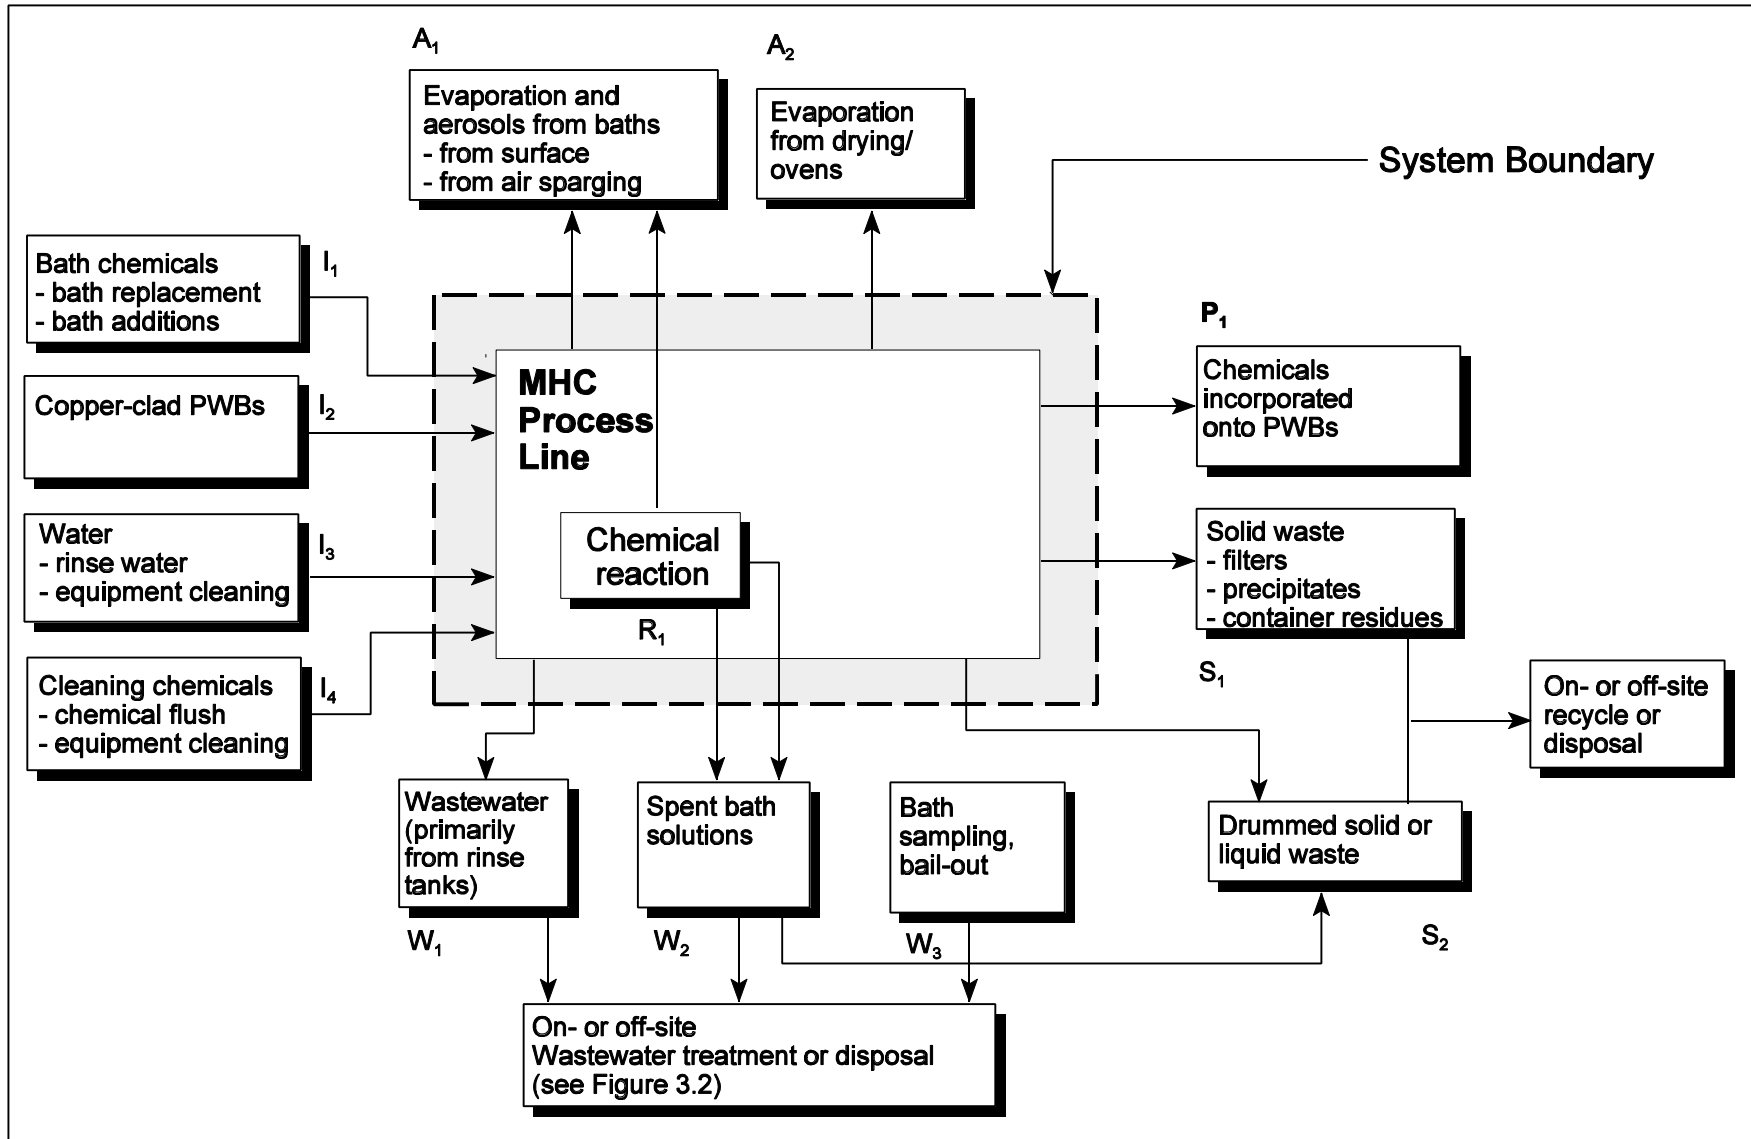 A1
A2
Evaporation and
aerosols from baths
- from surface
- from air sparging
Evaporation
from drying/
ovens
System Boundary
Bath chemicals
- bath replacement
- bath additions
I1
Copper-clad PWBs
I2
Water
- rinse water
- equipment cleaning
I3
Cleaning chemicals
- chemical flush
- equipment cleaning
I4
MHC
Process
Line
Chemical
reaction
R1
P1
Chemicals
incorporated
onto PWBs
Solid waste
- filters
- precipitates
- container residues
S1
On- or off-site
recycle or
disposal
Wastewater
(primarily
from rinse
tanks)
W1
Spent bath
solutions
W2
Bath
sampling,
bail-out
W3
Drummed solid or
liquid waste
S2
On- or off-site
Wastewater treatment or disposal
(see Figure 3.2)